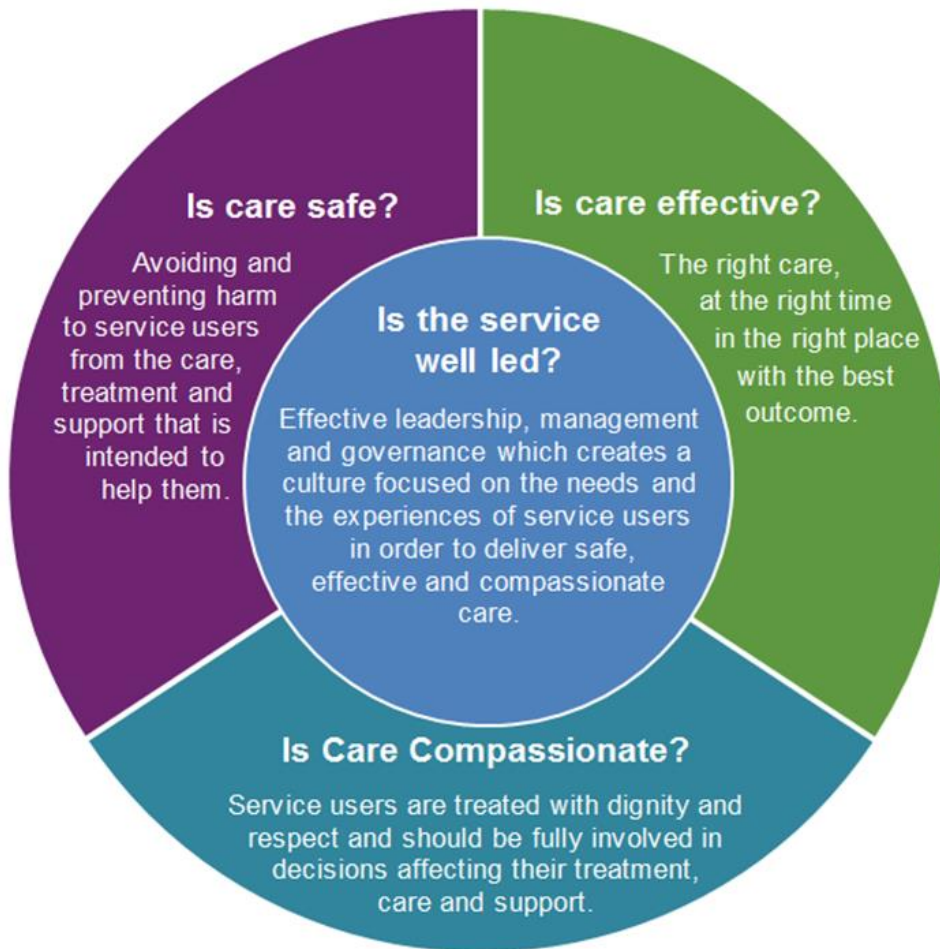 Is care safe?
Avoiding and
preventing harm
to service users
from the care,
treatment and
support that is
intended to
help them.
Is care effective?
The right care,
at the right time
in the right place
with the best
outcome.
Is the service
well led?
Effective leadership, management
and governance which creates a
culture focused on the needs and
the experiences of service users
in order to deliver safe,
effective and compassionate
care.
Is Care Compassionate?
Service users are treated with dignity and
respect and should be fully involved in
decisions affecting their treatment,
care and support.